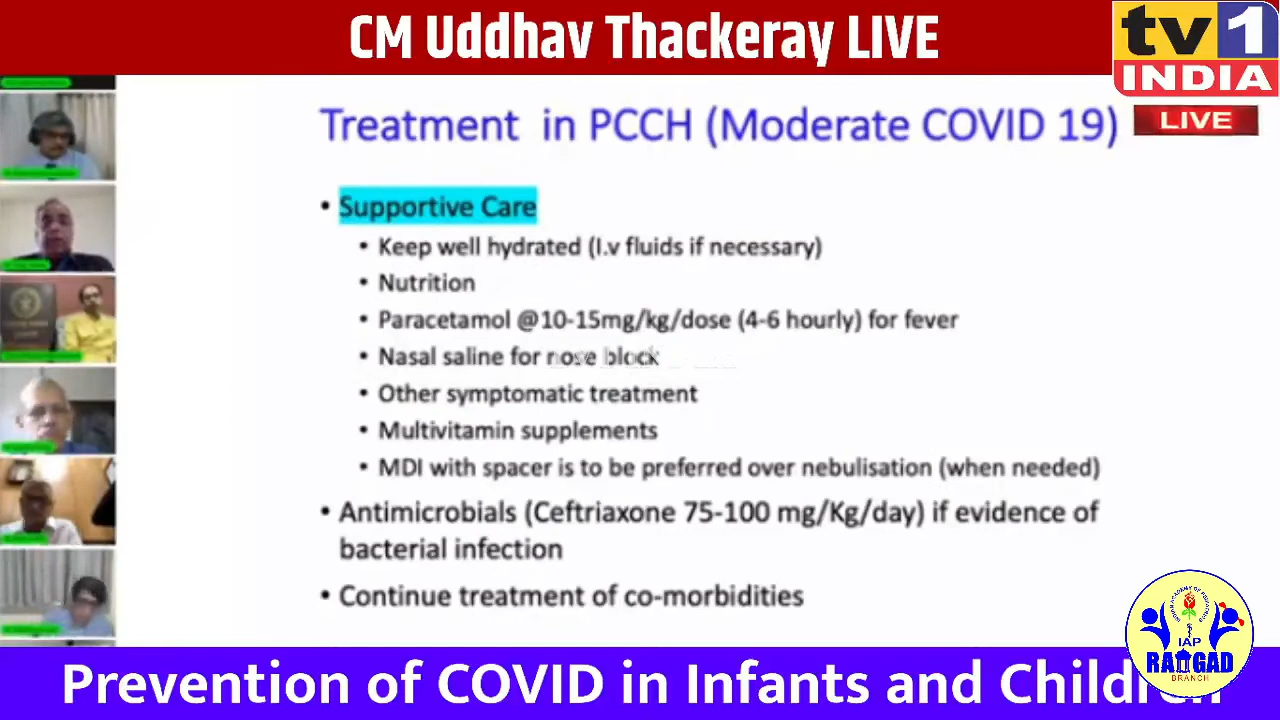 CM Uddhav Thackeray LIVE
tv1
INDIA
LIVE
Treatment in PCCH (Moderate COVID 19)
• Supportive Care
• Keep well hydrated (I.v fluids if necessary)
• Nutrition
• Paracetamol @10-15mg/kg/dose (4-6 hourly) for fever
• Nasal saline for nose block
• Other symptomatic treatment
• Multivitamin supplements
• MDI with spacer is to be preferred over nebulisation (when needed)
• Antimicrobials (Ceftriaxone 75-100 mg/Kg/day) if evidence of
bacterial infection
• Continue treatment of co-morbidities
IAP
RAIGAD
BRANCH
Prevention of COVID in Infants and Children